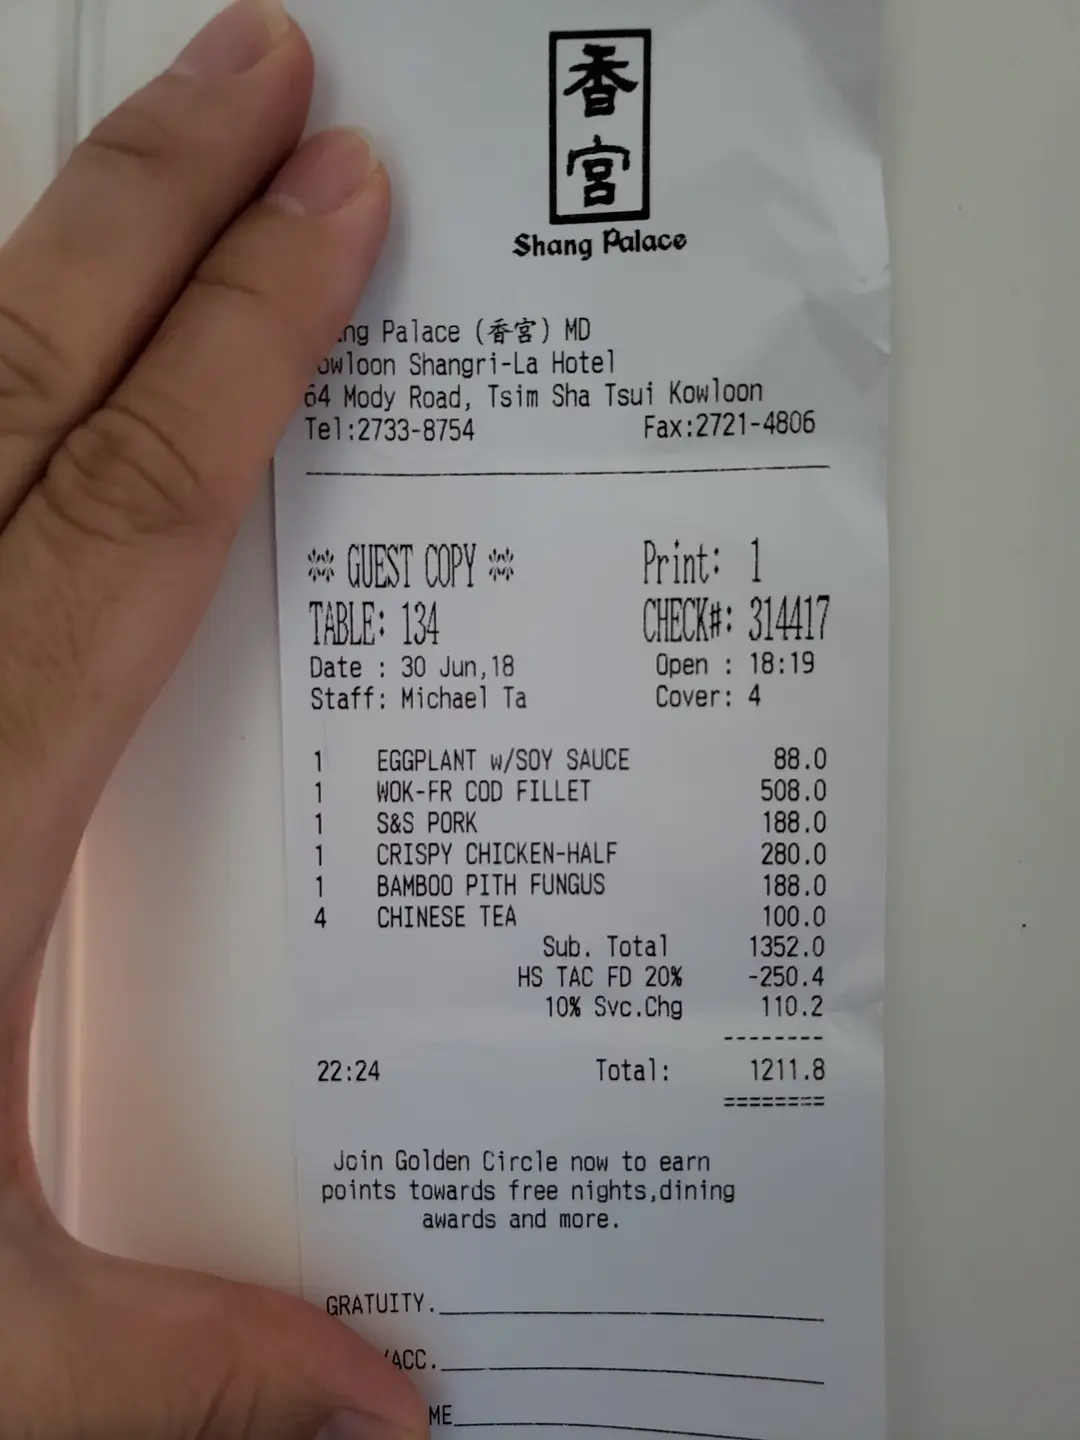 香宮
Shang Palace
Palace (香宮) MD
Shangri-La Hotel
64 Mody Road, Tsim Sha Tsui Kowloon
Tel:2733-8754 Fax:2721-4806
** GUEST COPY ** Print: 1
TABLE: 134 CHECK#: 314417
Date : 30 Jun,18 Open : 18:19
Staff: Michael Ta Cover: 4
1 EGGPLANT w/SOY SAUCE 88.0
1 WOK-FR COD FILLET 508.0
1 S&S PORK 188.0
1 CRISPY CHICKEN-HALF 280.0
1 BAMBOO PITH FUNGUS 188.0
4 CHINESE TEA 100.0
Sub. Total 1352.0
HS TAC FD 20% -250.4
10% Svc.Chg 110.2
--------
22:24 Total: 1211.8
========
Join Golden Circle now to earn
points towards free nights,dining
awards and more.
GRATUITY.
/ACC.